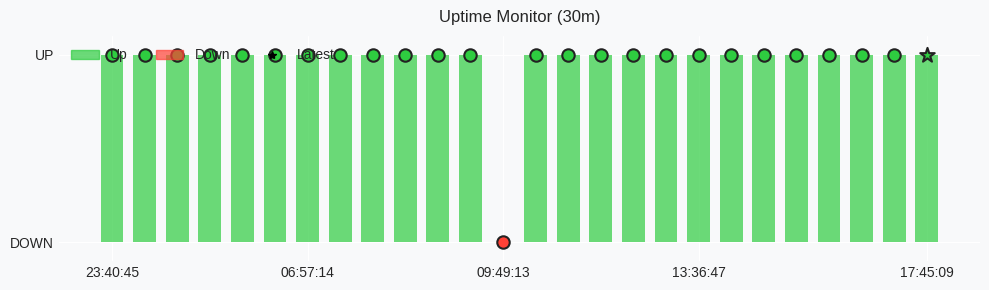 Uptime Monitor (30m)
UP
Up Down Latest
DOWN
23:40:45 06:57:14 09:49:13 13:36:47 17:45:09